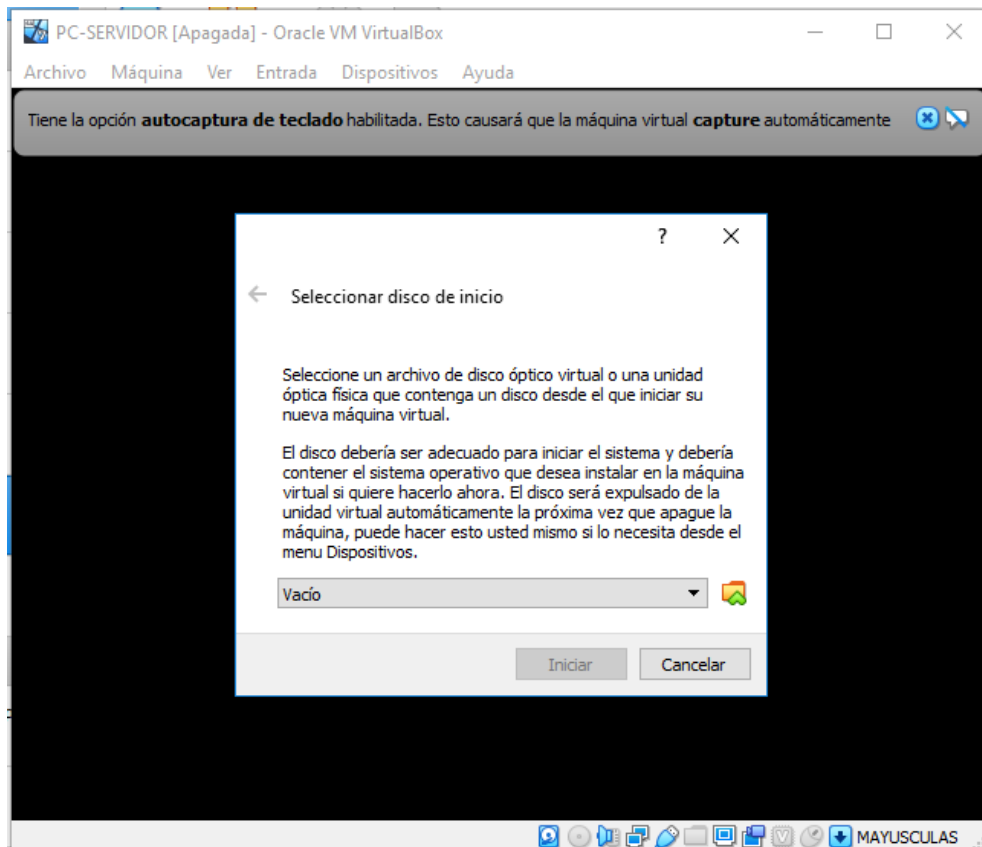 PC-SERVIDOR [Apagada] - Oracle VM VirtualBox
Archivo Máquina Ver Entrada Dispositivos Ayuda
Tiene la opción autocaptura de teclado habilitada. Esto causará que la máquina virtual capture automáticamente
?
Seleccionar disco de inicio
Seleccione un archivo de disco óptico virtual o una unidad
óptica física que contenga un disco desde el que iniciar su
nueva máquina virtual.
El disco debería ser adecuado para iniciar el sistema y debería
contener el sistema operativo que desea instalar en la máquina
virtual si quiere hacerlo ahora. El disco será expulsado de la
unidad virtual automáticamente la próxima vez que apague la
máquina, puede hacer esto usted mismo si lo necesita desde el
menu Dispositivos.
Vacío
Iniciar Cancelar
MAYUSCULAS